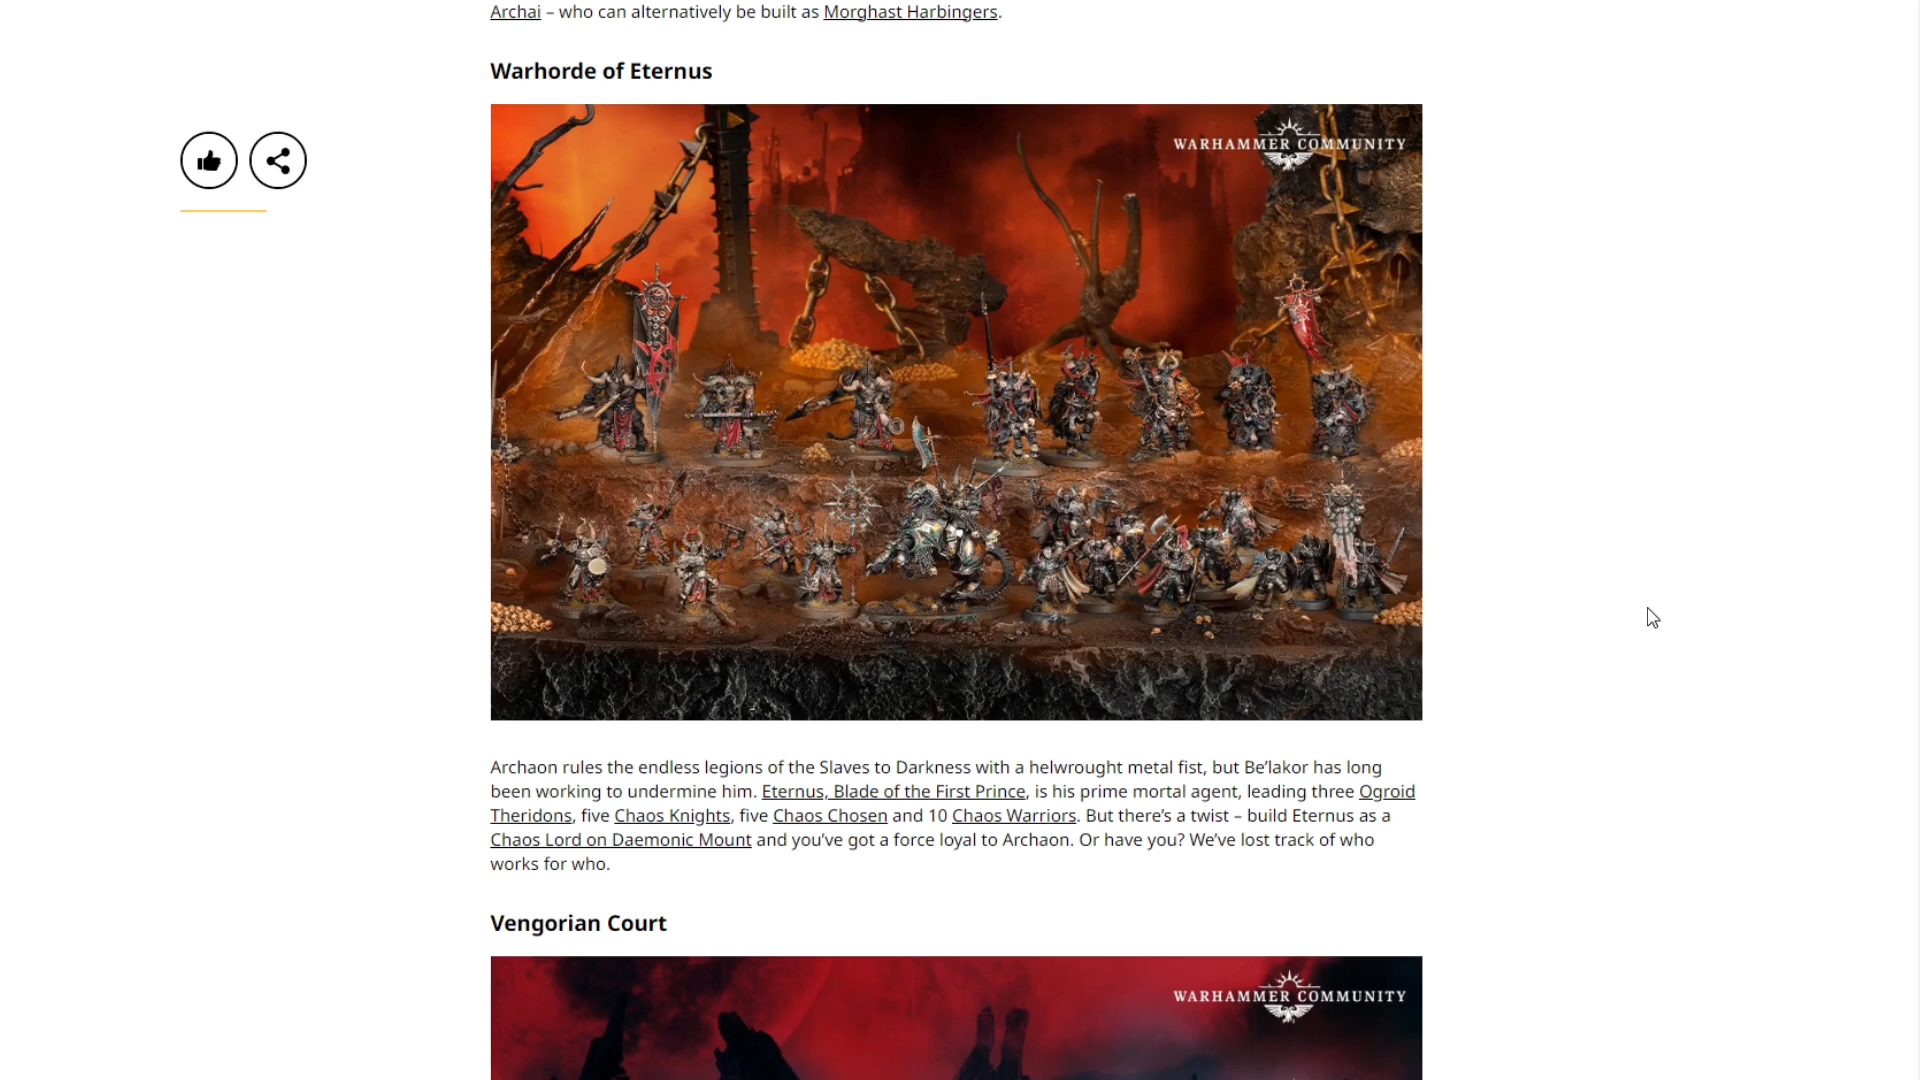 Archai – who can alternatively be built as Morghast Harbingers.
Warhorde of Eternus
WARHAMMER COMMUNITY
Archaon rules the endless legions of the Slaves to Darkness with a helwrought metal fist, but Be’lakor has long
been working to undermine him. Eternus, Blade of the First Prince, is his prime mortal agent, leading three Ogroid
Theridons, five Chaos Knights, five Chaos Chosen and 10 Chaos Warriors. But there’s a twist – build Eternus as a
Chaos Lord on Daemonic Mount and you’ve got a force loyal to Archaon. Or have you? We’ve lost track of who
works for who.
Vengorian Court
WARHAMMER COMMUNITY